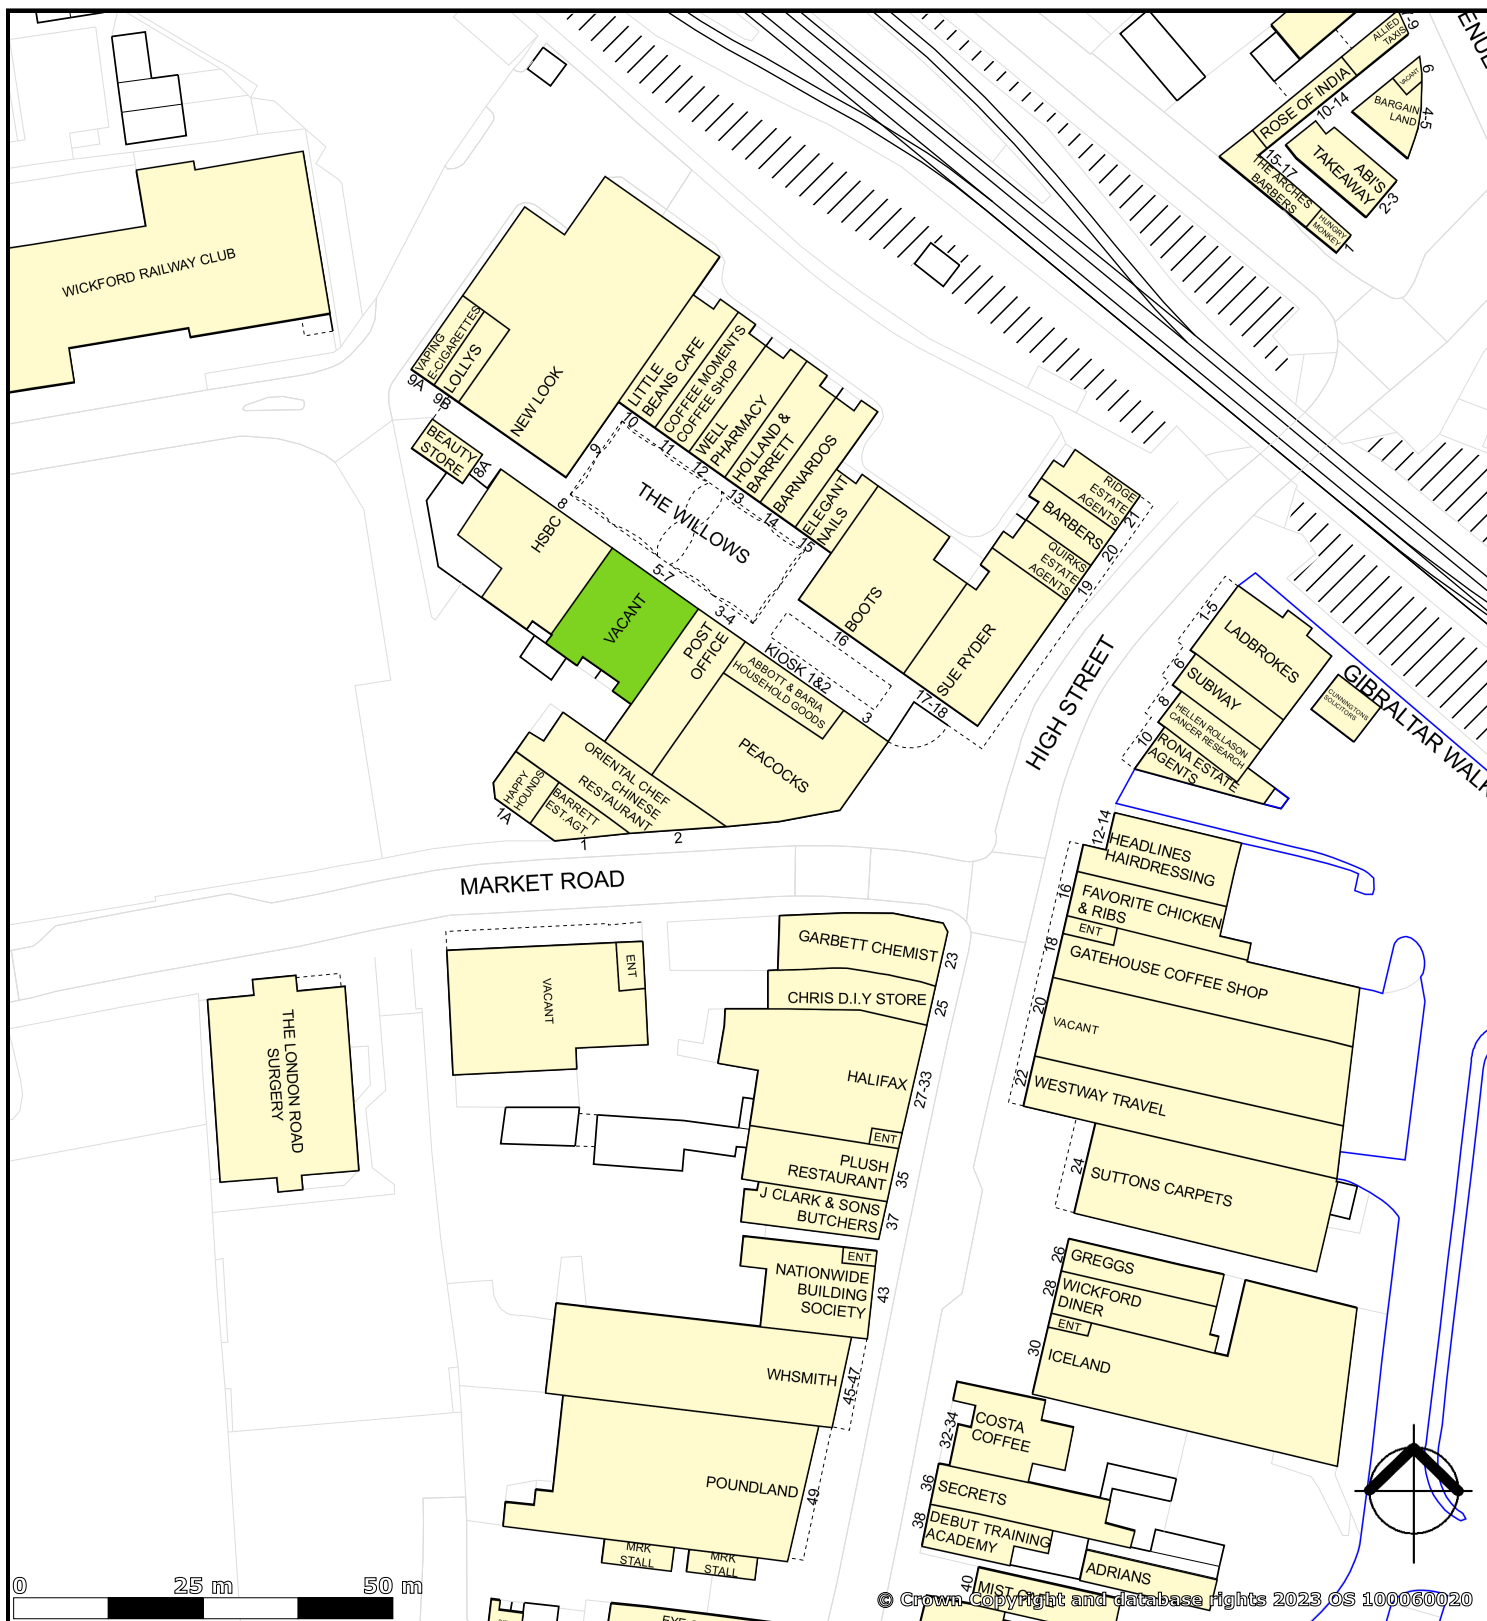 ENUE
ALLIED
TAXIS
ROSE OF INDIA
10-14
VACANT
6
BARGAIN
LAND
4-5
15-17
THE ARCHES
BARBERS
ABI'S
TAKEAWAY
2-3
HUNGRY
MONKEY
1
WICKFORD RAILWAY CLUB
VAPING
E-CIGARETTES
LOLLYS
9A
9B
NEW LOOK
9
LITTLE
BEANS CAFE
10
COFFEE MOMENTS
COFFEE SHOP
11
WELL
PHARMACY
12
HOLLAND &
BARRETT
13
BARNARDOS
14
ELEGANT
NAILS
15
BEAUTY
STORE
8A
HSBC
8
THE WILLOWS
VACANT
5-7
POST
OFFICE
3-4
ABBOTT & BARIA
HOUSEHOLD GOODS
KIOSK 1&2
3
PEACOCKS
BOOTS
16
SUE RYDER
17-18
RIDGE
ESTATE
AGENTS
21
BARBERS
20
QUIRKS
ESTATE
AGENTS
19
ORIENTAL CHEF
CHINESE
RESTAURANT
2
HAPPY
HOUNDS
1A
BARRETT
EST.AGT.
1
HIGH STREET
MARKET ROAD
GIBRALTAR WALK
1-5
LADBROKES
6
SUBWAY
8
HELLEN ROLLASON
CANCER RESEARCH
10
RONA ESTATE
AGENTS
CUNNINGTONS
SOLICITORS
12-14
HEADLINES
HAIRDRESSING
16
FAVORITE CHICKEN
& RIBS
ENT
18
GATEHOUSE COFFEE SHOP
20
VACANT
22
WESTWAY TRAVEL
24
SUTTONS CARPETS
26
GREGGS
28
WICKFORD
DINER
ENT
30
ICELAND
32-34
COSTA
COFFEE
36
SECRETS
38
DEBUT TRAINING
ACADEMY
ADRIANS
40
THE LONDON ROAD
SURGERY
VACANT
ENT
GARBETT CHEMIST
23
CHRIS D.I.Y STORE
25
HALIFAX
27-33
ENT
PLUSH
RESTAURANT
35
J CLARK & SONS
BUTCHERS
37
ENT
NATIONWIDE
BUILDING
SOCIETY
43
WHSMITH
45-47
POUNDLAND
49
MRK
STALL
MRK
STALL
0 25 m 50 m
© Crown Copyright and database rights 2023 OS 100060020